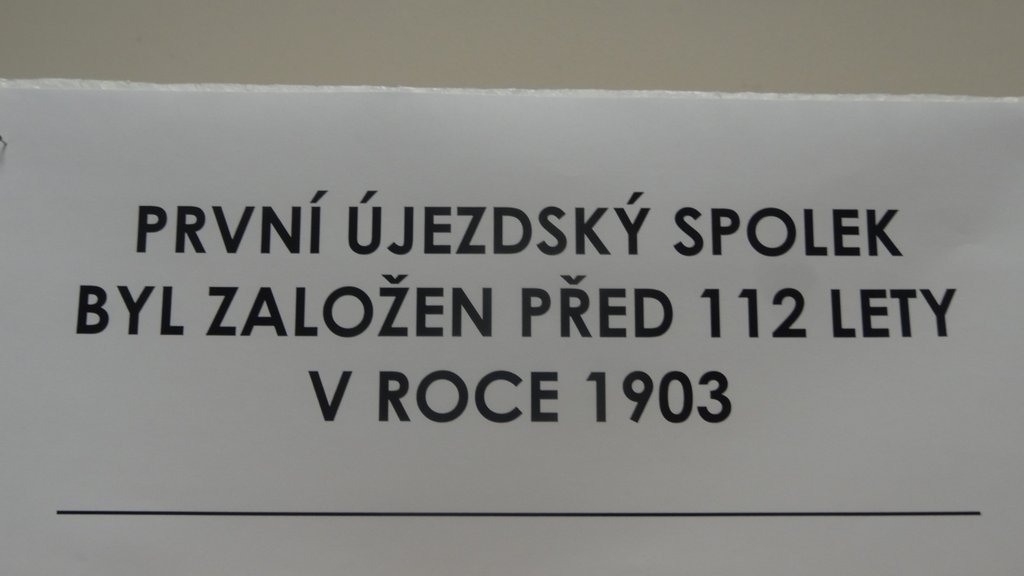 PRVNÍ ÚJEZDSKÝ SPOLEK
BYL ZALOŽEN PŘED 112 LETY
V ROCE 1903